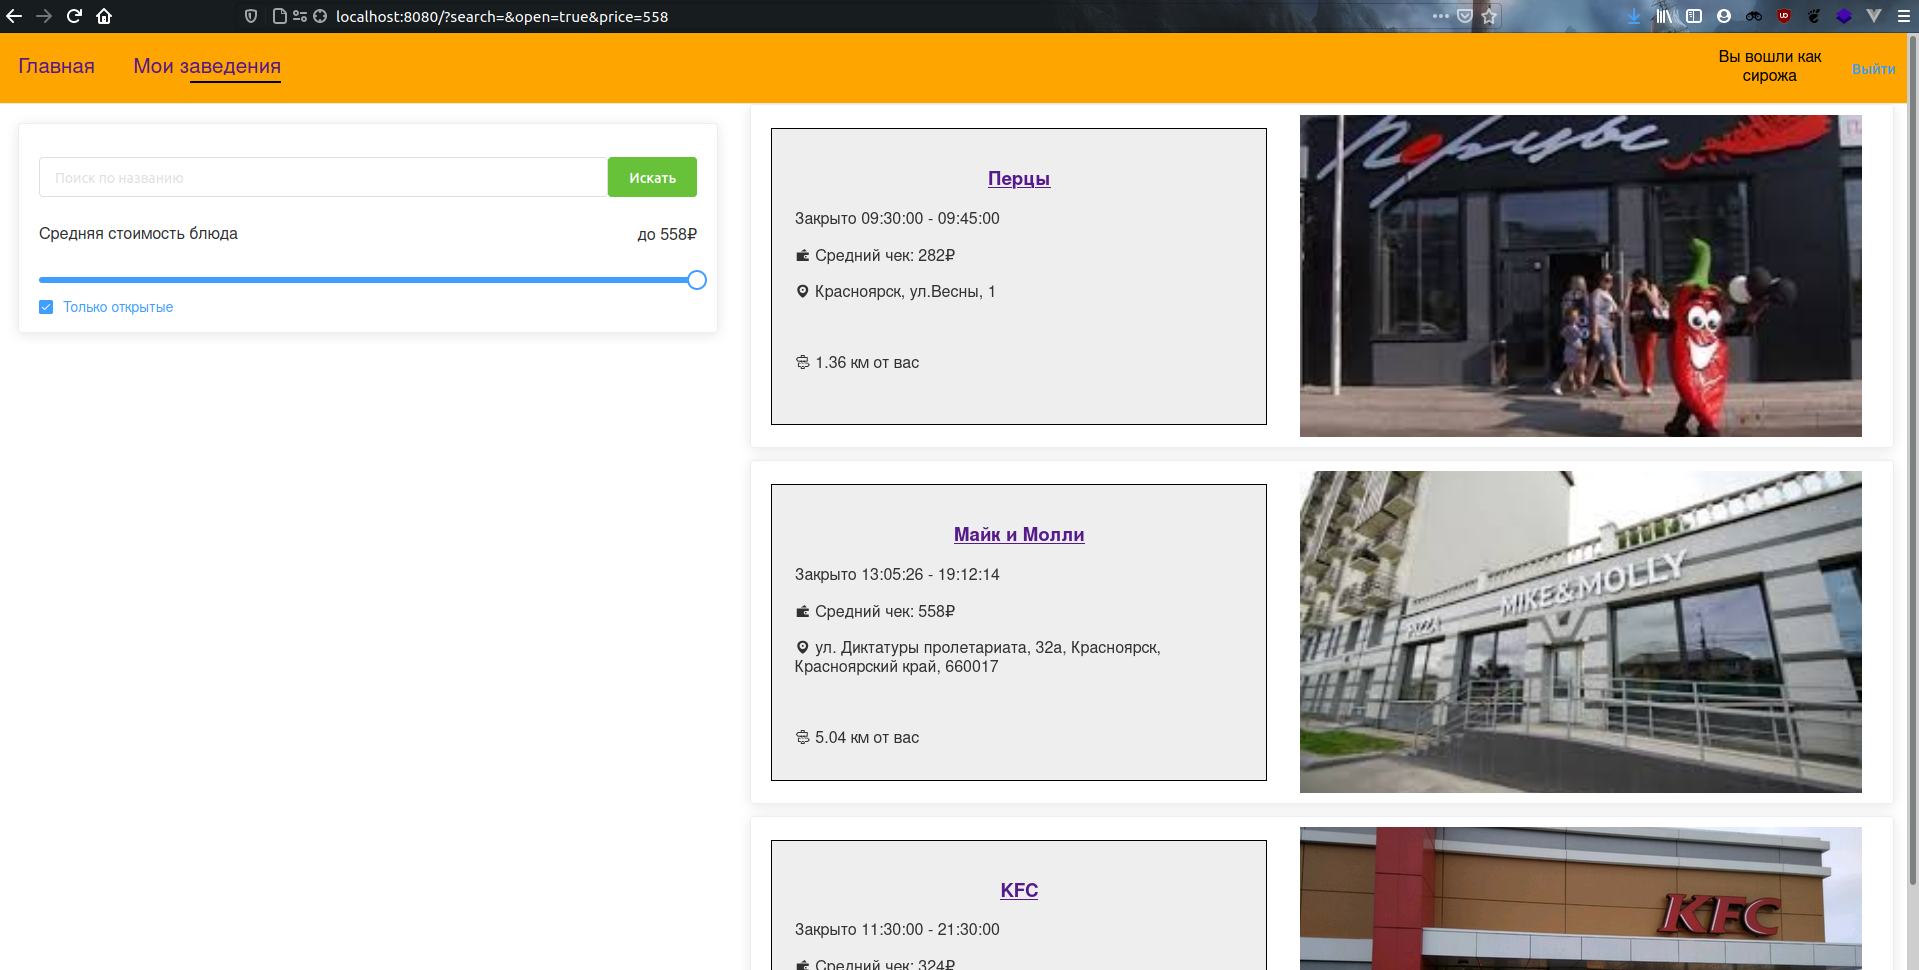 localhost:8080/?search=&open=true&price=558
Главная
Мои заведения
Вы вошли как
сирожа
Выйти
Поиск по названию
Искать
Средняя стоимость блюда
до 558₽
Только открытые
Перцы
Закрыто 09:30:00 - 09:45:00
Средний чек: 282₽
Красноярск, ул.Весны, 1
1.36 км от вас
Перцы
Майк и Молли
Закрыто 13:05:26 - 19:12:14
Средний чек: 558₽
ул. Диктатуры пролетариата, 32а, Красноярск,
Красноярский край, 660017
5.04 км от вас
MIKE&MOLLY
PIZZA
KFC
Закрыто 11:30:00 - 21:30:00
Средний чек: 324₽
KFC